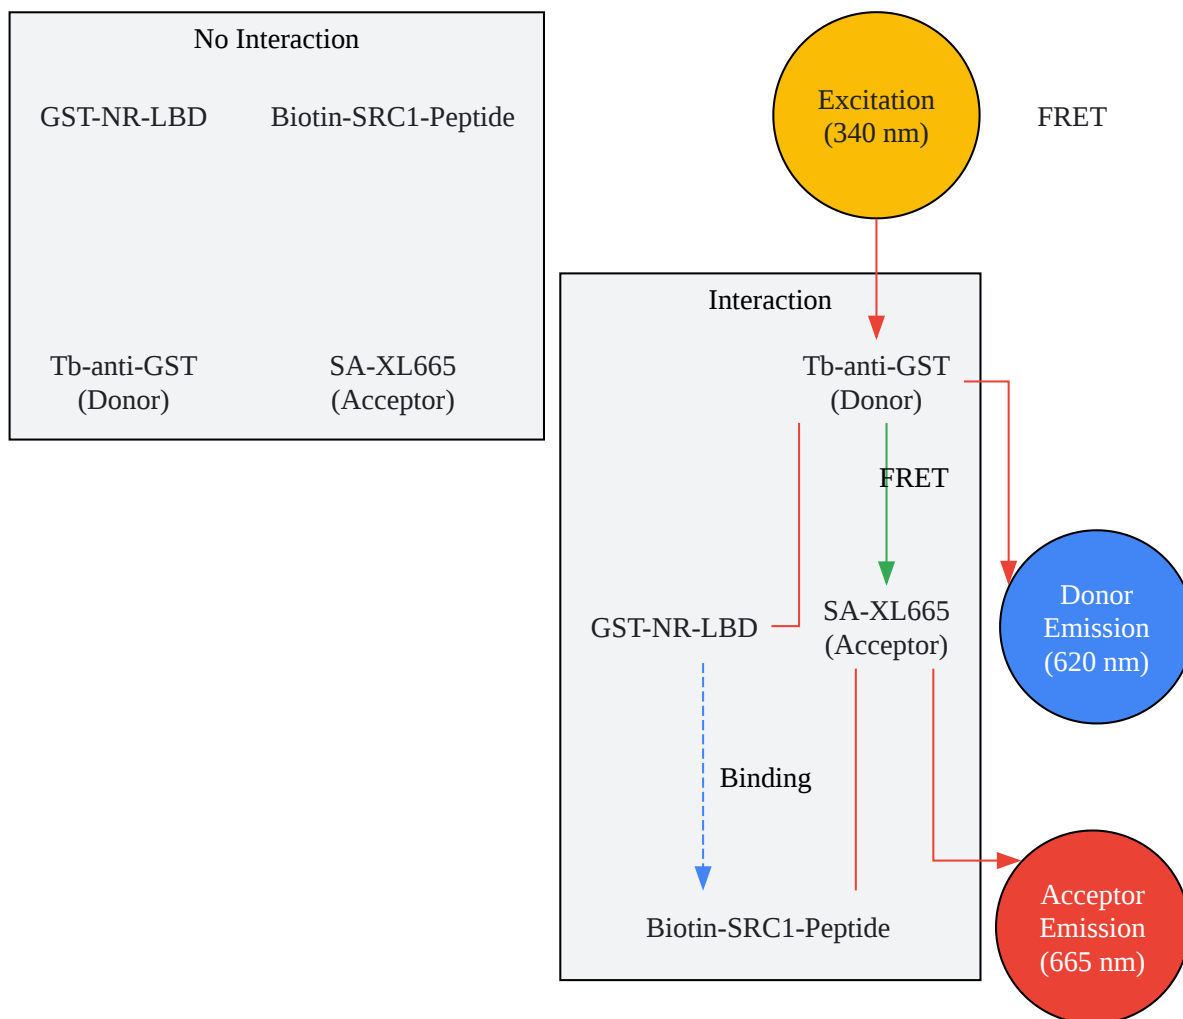 No Interaction
GST-NR-LBD
Biotin-SRC1-Peptide
Tb-anti-GST
(Donor)
SA-XL665
(Acceptor)
Excitation
(340 nm)
FRET
Interaction
Tb-anti-GST
(Donor)
FRET
GST-NR-LBD
SA-XL665
(Acceptor)
Donor
Emission
(620 nm)
Binding
Biotin-SRC1-Peptide
Acceptor
Emission
(665 nm)